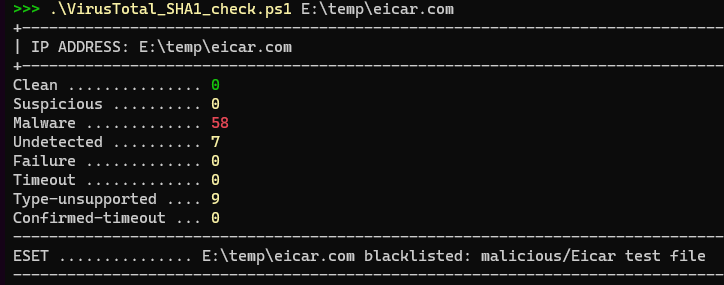 >>> .\VirusTotal_SHA1_check.ps1 E:\temp\eicar.com
+-------------------------------------------------------------------------------
| IP ADDRESS: E:\temp\eicar.com
+-------------------------------------------------------------------------------
Clean ............... 0
Suspicious .......... 0
Malware ............. 58
Undetected .......... 7
Failure ............. 0
Timeout ............. 0
Type-unsupported .... 9
Confirmed-timeout ... 0
--------------------------------------------------------------------------------
ESET ............... E:\temp\eicar.com blacklisted: malicious/Eicar test file
--------------------------------------------------------------------------------